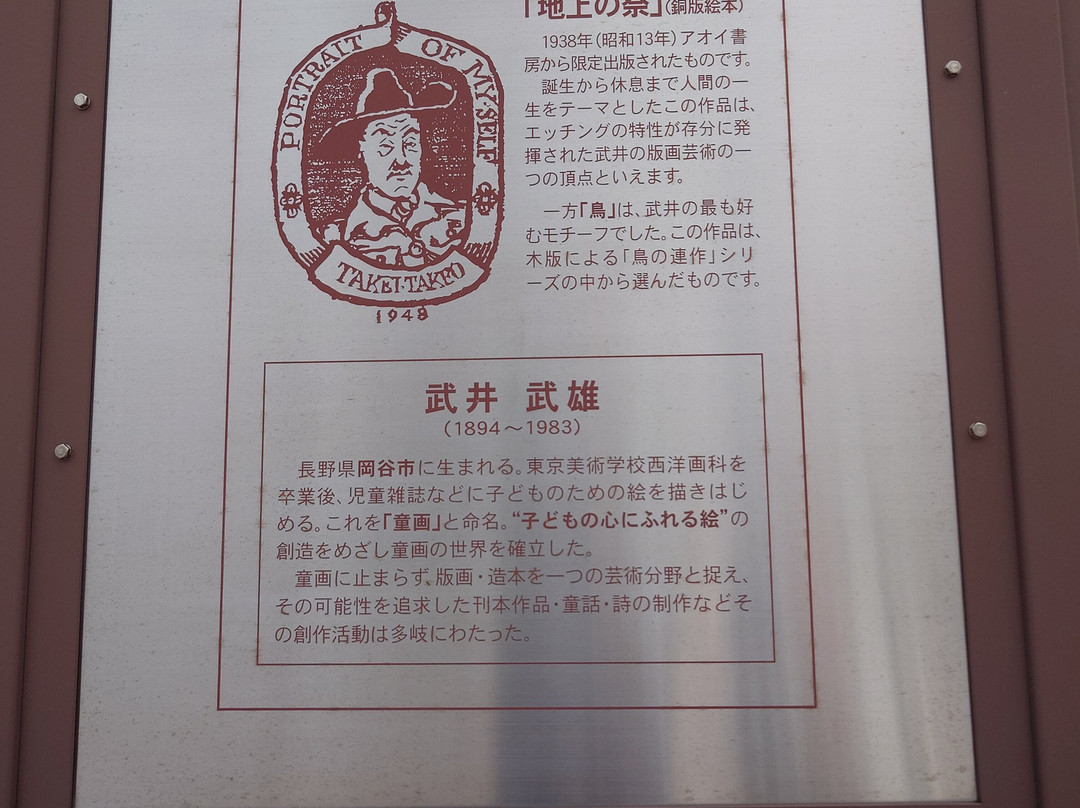 PORTRAIT OF MY·SELF
TAKEI·TAKEO
1948
「地上の祭」(銅版絵本)
1938年(昭和13年)アオイ書
房から限定出版されたものです。
誕生から休息まで人間の一
生をテーマとしたこの作品は、
エッチングの特性が存分に発
揮された武井の版画芸術の一
つの頂点といえます。
一方「鳥」は、武井の最も好
むモチーフでした。この作品は、
木版による「鳥の連作」シリ
ーズの中から選んだものです。
武井 武雄
(1894～1983)
長野県岡谷市に生まれる。東京美術学校西洋画科を
卒業後、児童雑誌などに子どものための絵を描きはじ
める。これを「童画」と命名。“子どもの心にふれる絵”の
創造をめざし童画の世界を確立した。
童画に止まらず、版画・造本を一つの芸術分野と捉え、
その可能性を追求した刊本作品・童話・詩の制作などそ
の創作活動は多岐にわたった。